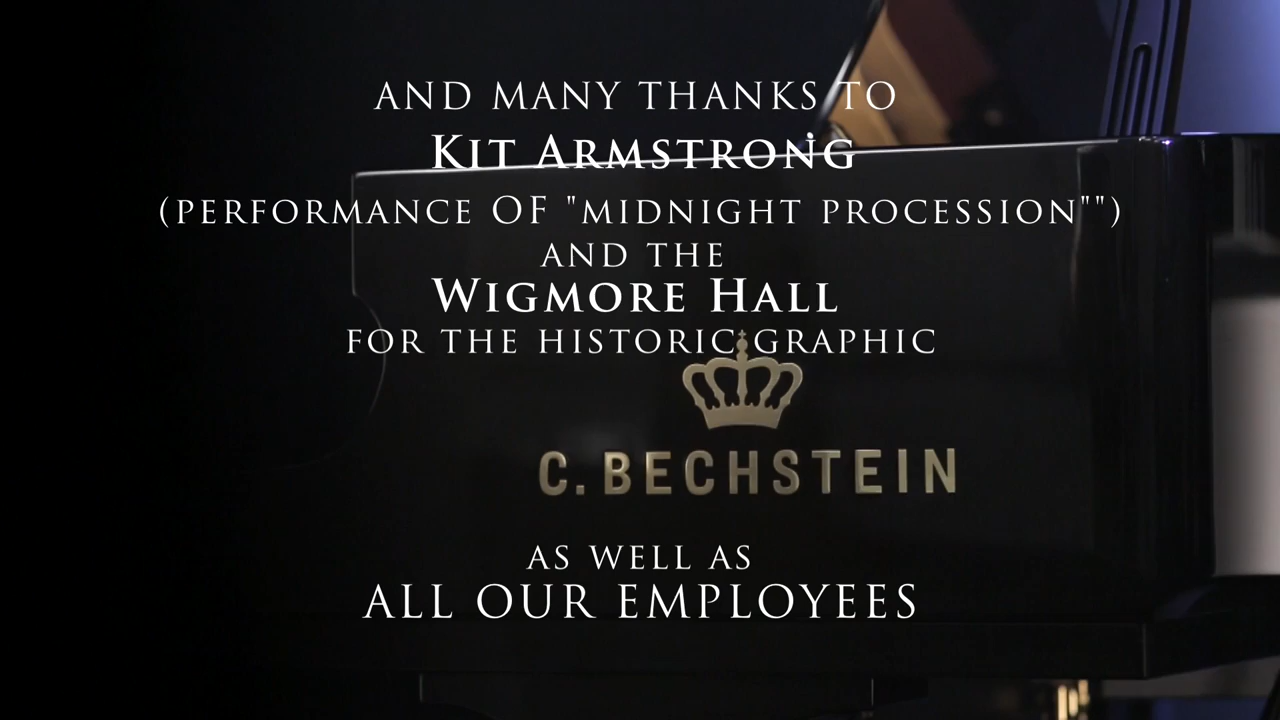 AND MANY THANKS TO
KIT ARMSTRONG
(PERFORMANCE OF "MIDNIGHT PROCESSION"")
AND THE
WIGMORE HALL
FOR THE HISTORIC GRAPHIC
C. BECHSTEIN
AS WELL AS
ALL OUR EMPLOYEES